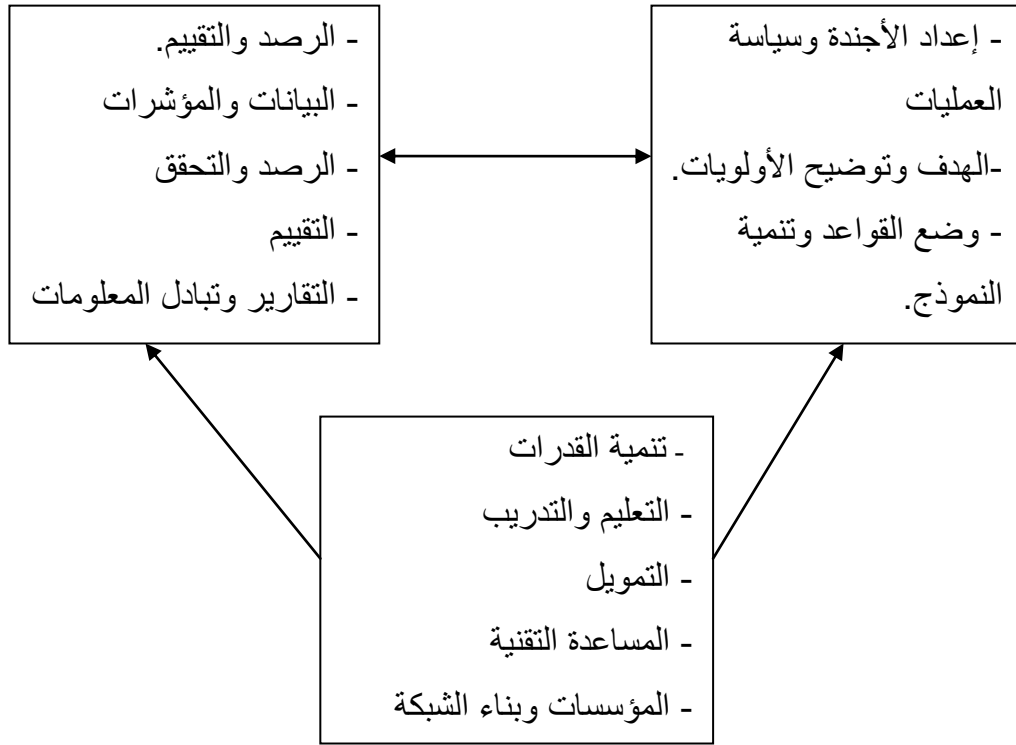 - إعداد الأجندة وسياسة
العمليات
-الهدف وتوضيح الأولويات.
- وضع القواعد وتنمية
النموذج.
- الرصد والتقييم.
- البيانات والمؤشرات
- الرصد والتحقق
- التقييم
- التقارير وتبادل المعلومات
- تنمية القدرات
- التعليم والتدريب
- التمويل
- المساعدة التقنية
- المؤسسات وبناء الشبكة